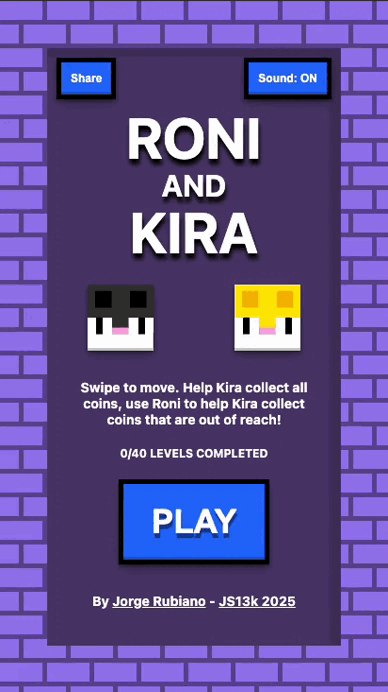 Share
Sound: ON
RONI
AND
KIRA
Swipe to move. Help Kira collect all
coins, use Roni to help Kira collect
coins that are out of reach!
0/40 LEVELS COMPLETED
PLAY
By Jorge Rubiano - JS13k 2025